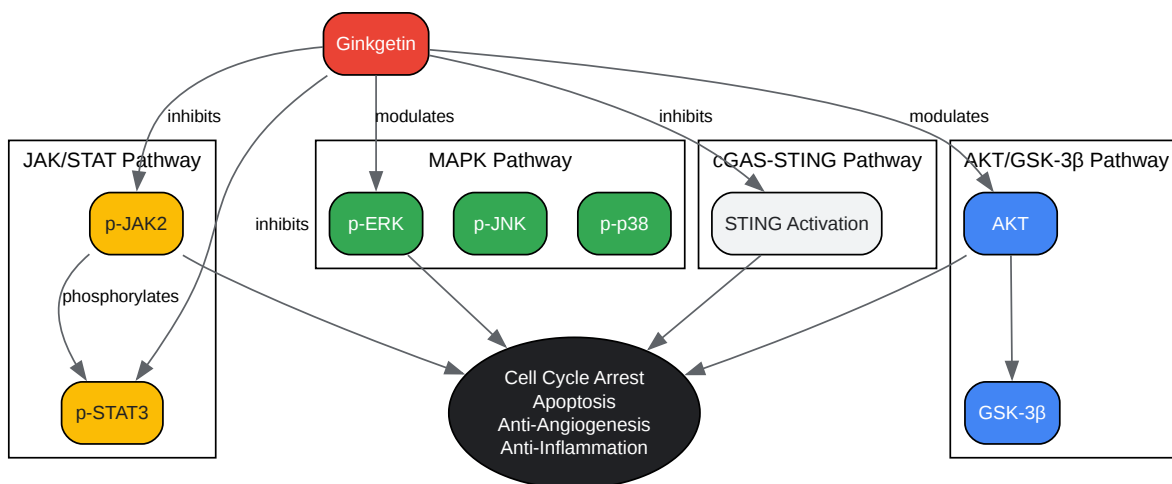 Ginkgetin
inhibits
modulates
inhibits
modulates
JAK/STAT Pathway
MAPK Pathway
cGAS-STING Pathway
AKT/GSK-3β Pathway
p-JAK2
inhibits
p-ERK
p-JNK
p-p38
STING Activation
AKT
phosphorylates
Cell Cycle Arrest
Apoptosis
Anti-Angiogenesis
Anti-Inflammation
p-STAT3
GSK-3β